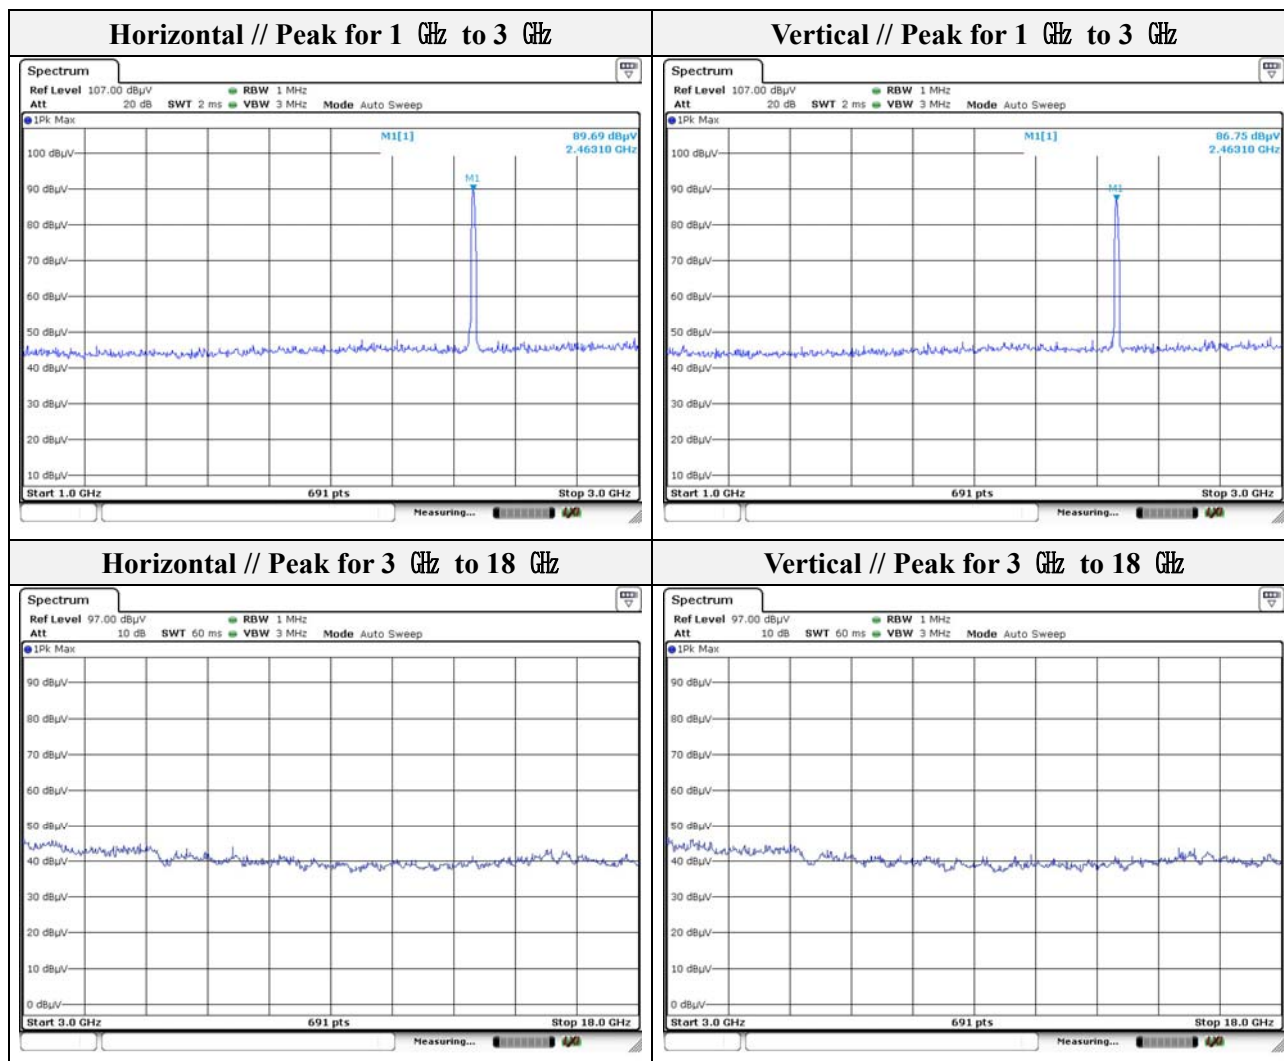 Horizontal // Peak for 1 ㎓ to 3 ㎓
Spectrum
Ref Level 107.00 dBµV RBW 1 MHz
Att 20 dB SWT 2 ms VBW 3 MHz Mode Auto Sweep
1Pk Max
M1[1] 89.69 dBµV
2.46310 GHz
100 dBµV
M1
90 dBµV
80 dBµV
70 dBµV
60 dBµV
50 dBµV
40 dBµV
30 dBµV
20 dBµV
10 dBµV
Start 1.0 GHz 691 pts Stop 3.0 GHz
Measuring...
Vertical // Peak for 1 ㎓ to 3 ㎓
Spectrum
Ref Level 107.00 dBµV RBW 1 MHz
Att 20 dB SWT 2 ms VBW 3 MHz Mode Auto Sweep
1Pk Max
M1[1] 86.75 dBµV
2.46310 GHz
100 dBµV
90 dBµV
M1
80 dBµV
70 dBµV
60 dBµV
50 dBµV
40 dBµV
30 dBµV
20 dBµV
10 dBµV
Start 1.0 GHz 691 pts Stop 3.0 GHz
Measuring...
Horizontal // Peak for 3 ㎓ to 18 ㎓
Spectrum
Ref Level 97.00 dBµV RBW 1 MHz
Att 10 dB SWT 60 ms VBW 3 MHz Mode Auto Sweep
1Pk Max
90 dBµV
80 dBµV
70 dBµV
60 dBµV
50 dBµV
40 dBµV
30 dBµV
20 dBµV
10 dBµV
0 dBµV
Start 3.0 GHz 691 pts Stop 18.0 GHz
Measuring...
Vertical // Peak for 3 ㎓ to 18 ㎓
Spectrum
Ref Level 97.00 dBµV RBW 1 MHz
Att 10 dB SWT 60 ms VBW 3 MHz Mode Auto Sweep
1Pk Max
90 dBµV
80 dBµV
70 dBµV
60 dBµV
50 dBµV
40 dBµV
30 dBµV
20 dBµV
10 dBµV
0 dBµV
Start 3.0 GHz 691 pts Stop 18.0 GHz
Measuring...